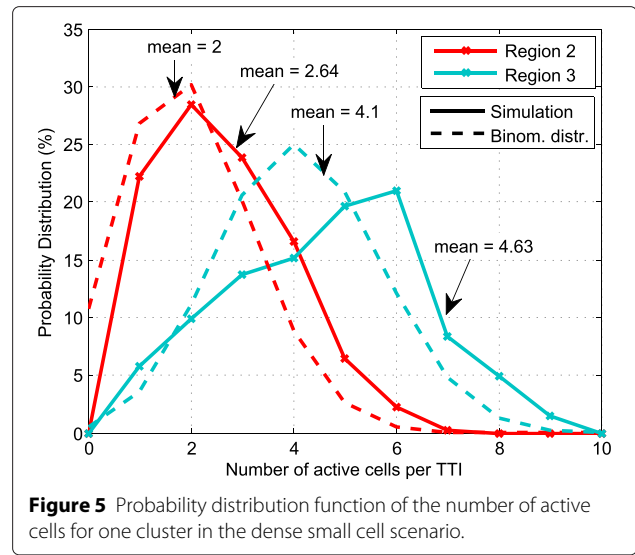 35
30
25
20
15
10
5
0
Probability Distribution (%)
mean = 2
mean = 2.64
mean = 4.1
mean = 4.63
Region 2
Region 3
Simulation
Binom. distr.
0 2 4 6 8 10
Number of active cells per TTI
Figure 5 Probability distribution function of the number of active
cells for one cluster in the dense small cell scenario.